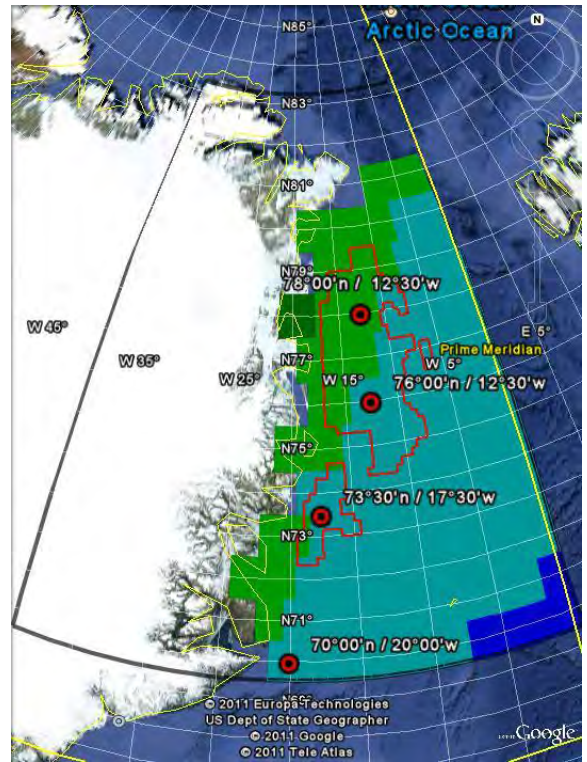 N85°
Arctic Ocean
N
N83°
N81°
N79°
78°00'n / 12°30'w
W 45°
W 35°
W 25°
N77°
W 15°
W 5°
E 5°
Prime Meridian
76°00'n / 12°30'w
N75°
73°30'n / 17°30'w
N73°
N71°
70°00'n / 20°00'w
© 2011 Europa Technologies
US Dept of State Geographer
© 2011 Google
© 2011 Tele Atlas
Google